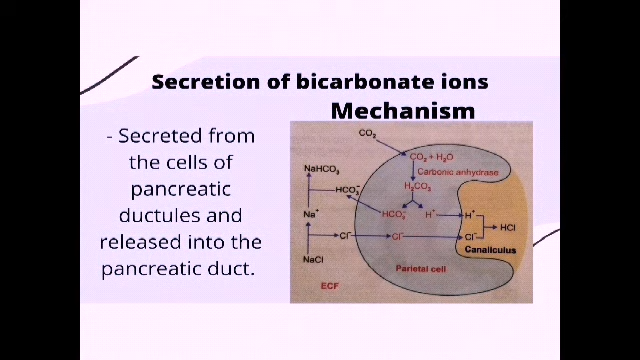 Secretion of bicarbonate ions
Mechanism
- Secreted from
the cells of
pancreatic
ductules and
released into the
pancreatic duct.
CO₂
CO₂ + H₂O
Carbonic anhydrase
H₂CO₃
NaHCO₃
HCO₃⁻
HCO₃⁻
H⁺
H⁺
HCl
Na⁺
Cl⁻
Cl⁻
Cl⁻
Canaliculus
NaCl
Parietal cell
ECF